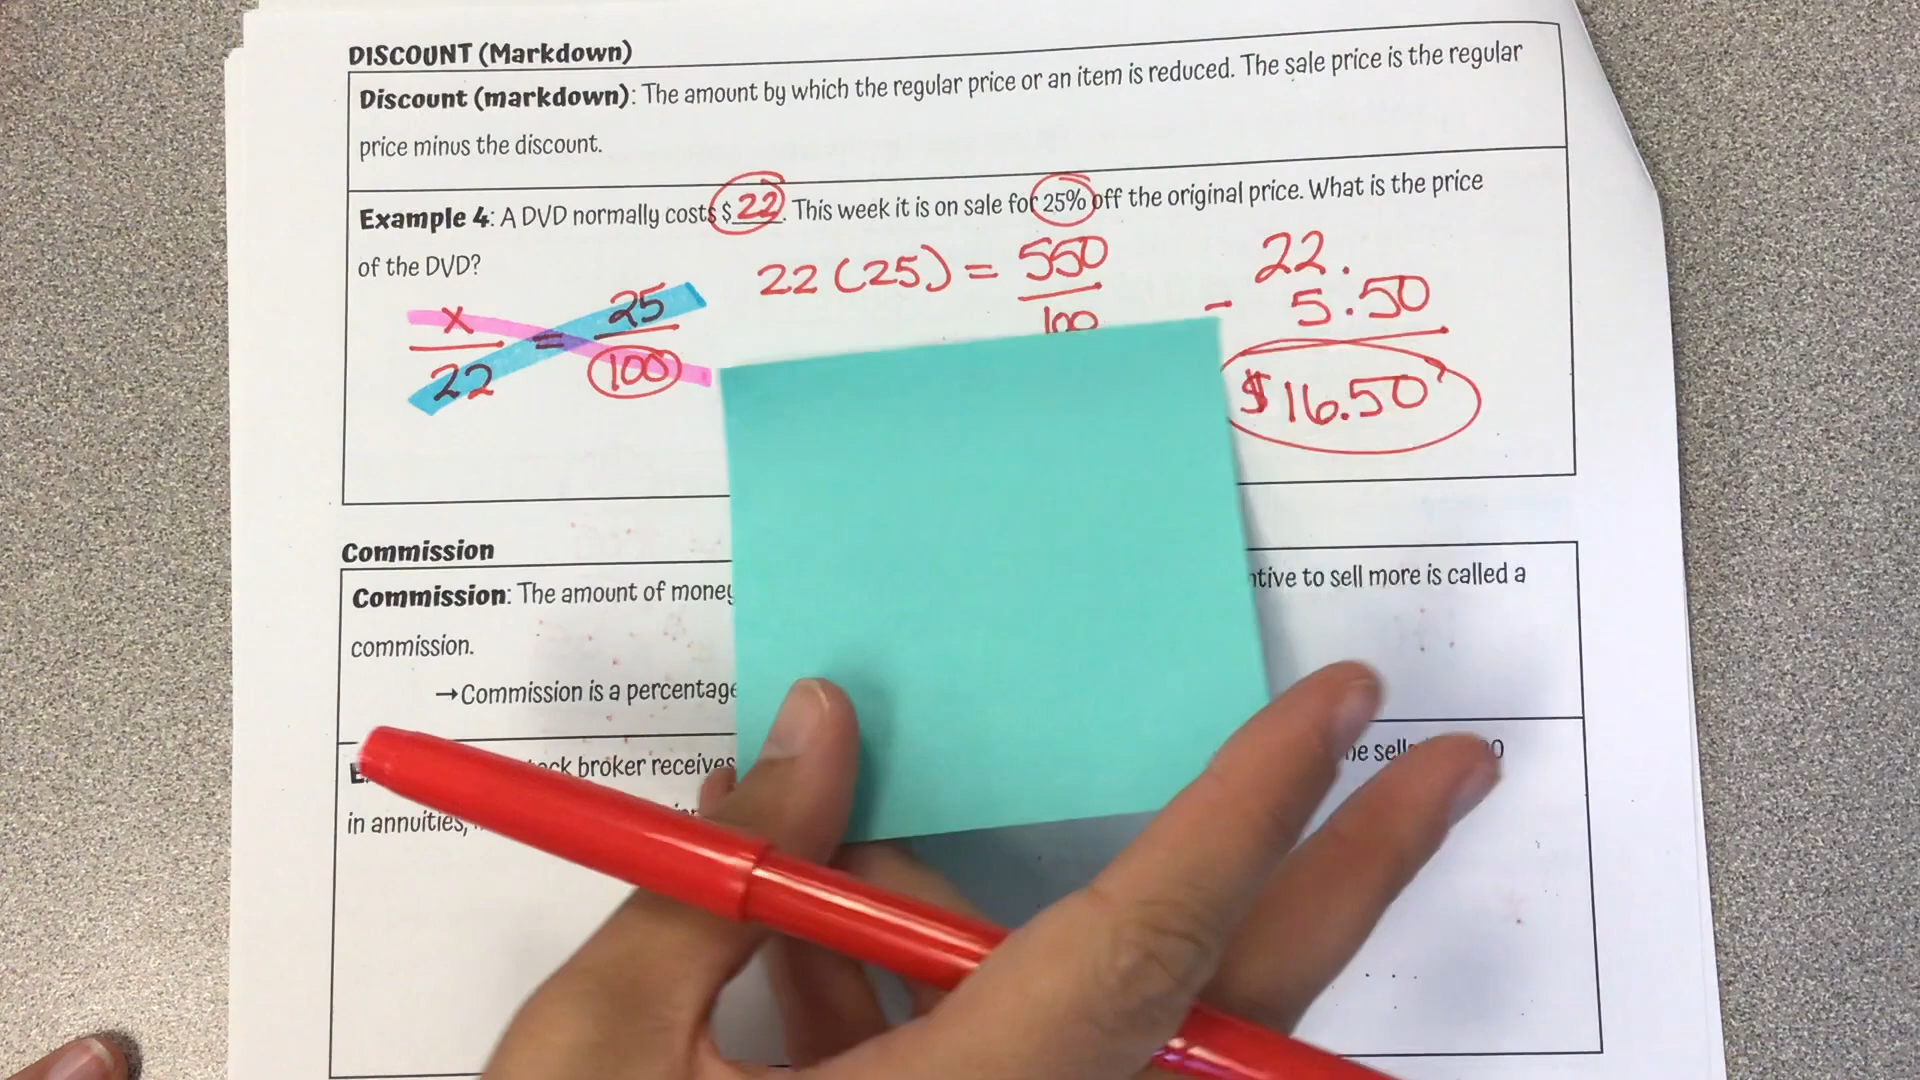 DISCOUNT (Markdown)
Discount (markdown): The amount by which the regular price or an item is reduced. The sale price is the regular
price minus the discount.
Example 4: A DVD normally costs $22. This week it is on sale for 25% off the original price. What is the price
of the DVD?
x/22 = 25/100
22(25) = 550/100
22.
- 5.50
$16.50
Commission
Commission: The amount of money tive to sell more is called a
commission.
→Commission is a percentage
broker receives
in annuities,